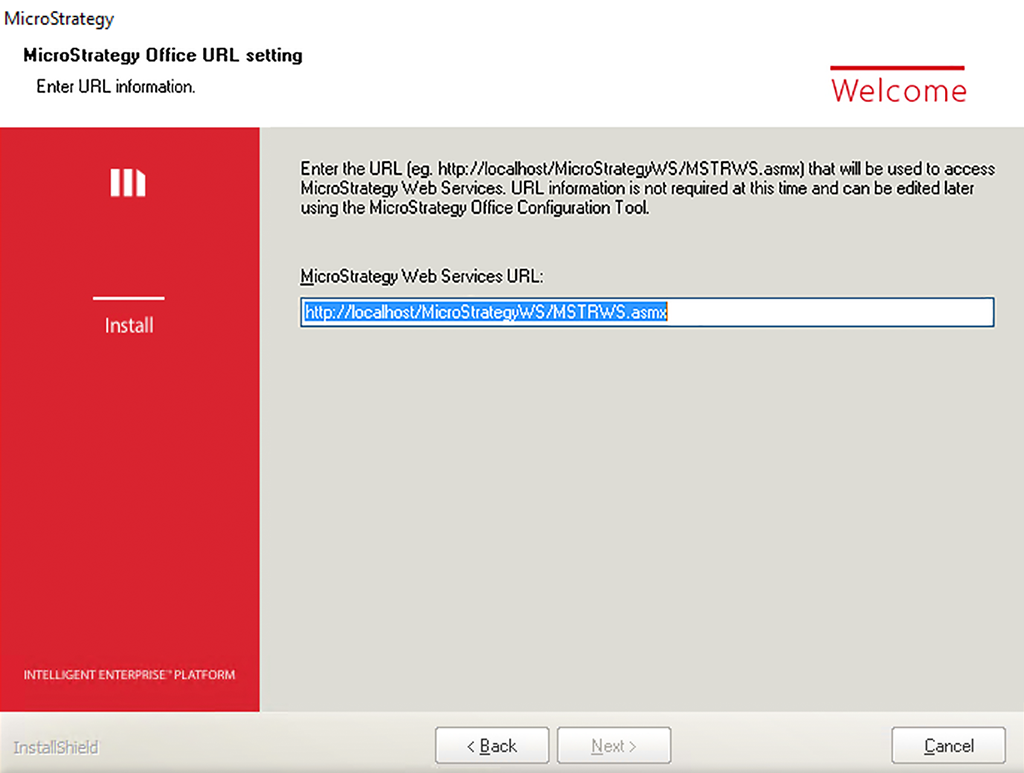 MicroStrategy
MicroStrategy Office URL setting
Enter URL information.
Welcome
Enter the URL (eg. http://localhost/MicroStrategyWS/MSTRWS.asmx) that will be used to access
MicroStrategy Web Services. URL information is not required at this time and can be edited later
using the MicroStrategy Office Configuration Tool.
Install
MicroStrategy Web Services URL:
http://localhost/MicroStrategyWS/MSTRWS.asmx
INTELLIGENT ENTERPRISE™ PLATFORM
InstallShield
< Back
Next >
Cancel